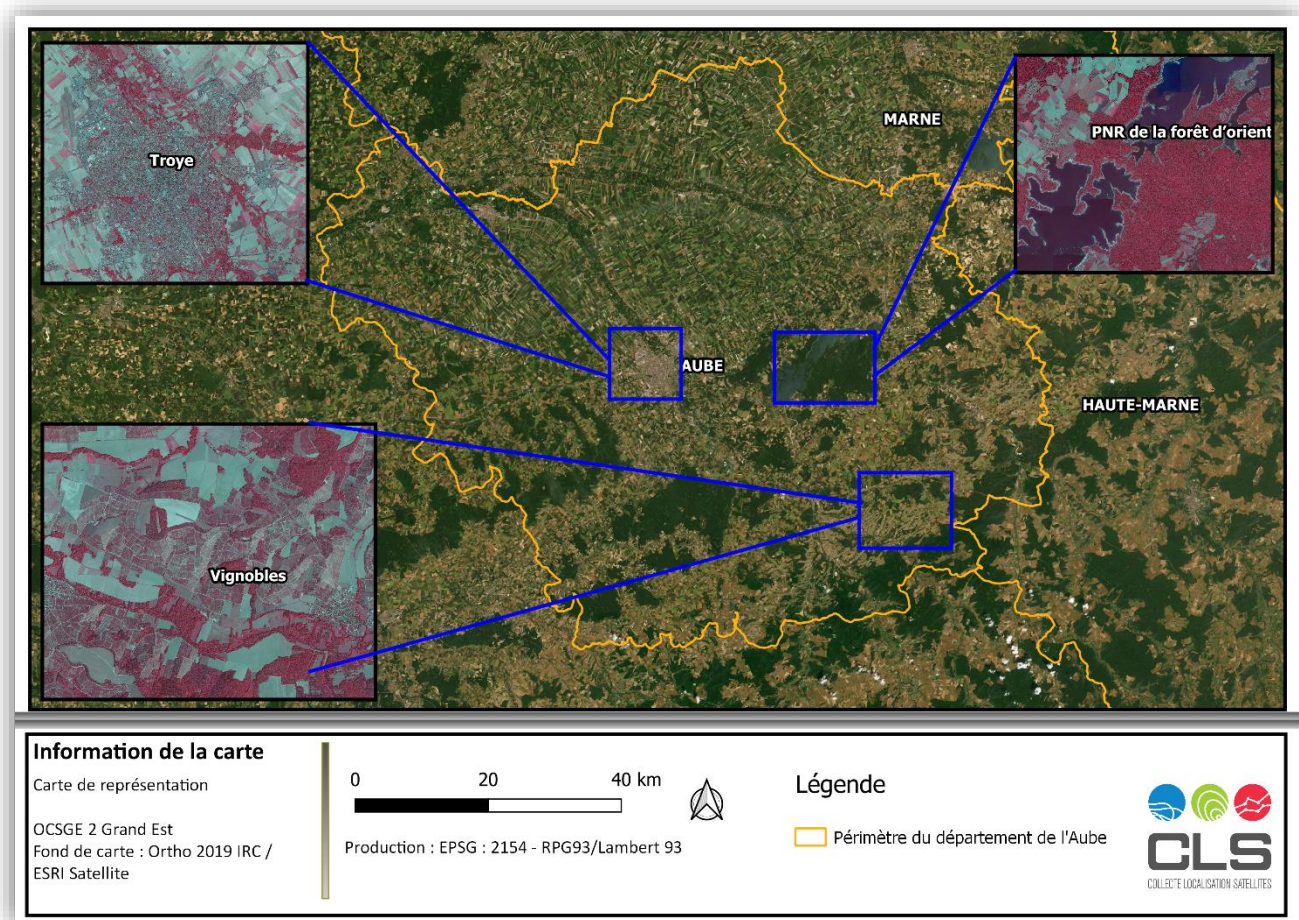 Troye
MARNE
PNR de la forêt d'orient
AUBE
HAUTE-MARNE
Vignobles
Information de la carte
Carte de représentation
OCSGE 2 Grand Est
Fond de carte : Ortho 2019 IRC /
ESRI Satellite
0 20 40 km
Production : EPSG : 2154 - RPG93/Lambert 93
Légende
Périmètre du département de l'Aube
CLS
COLLECTE LOCALISATION SATELLITES